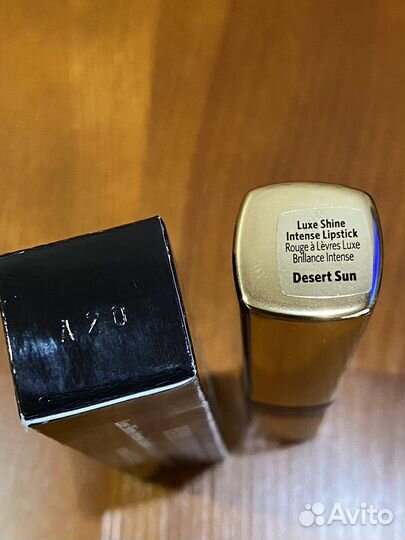 A20
Luxe Shine
Intense Lipstick
Rouge à Lèvres Luxe
Brillance Intense
Desert Sun
Avito